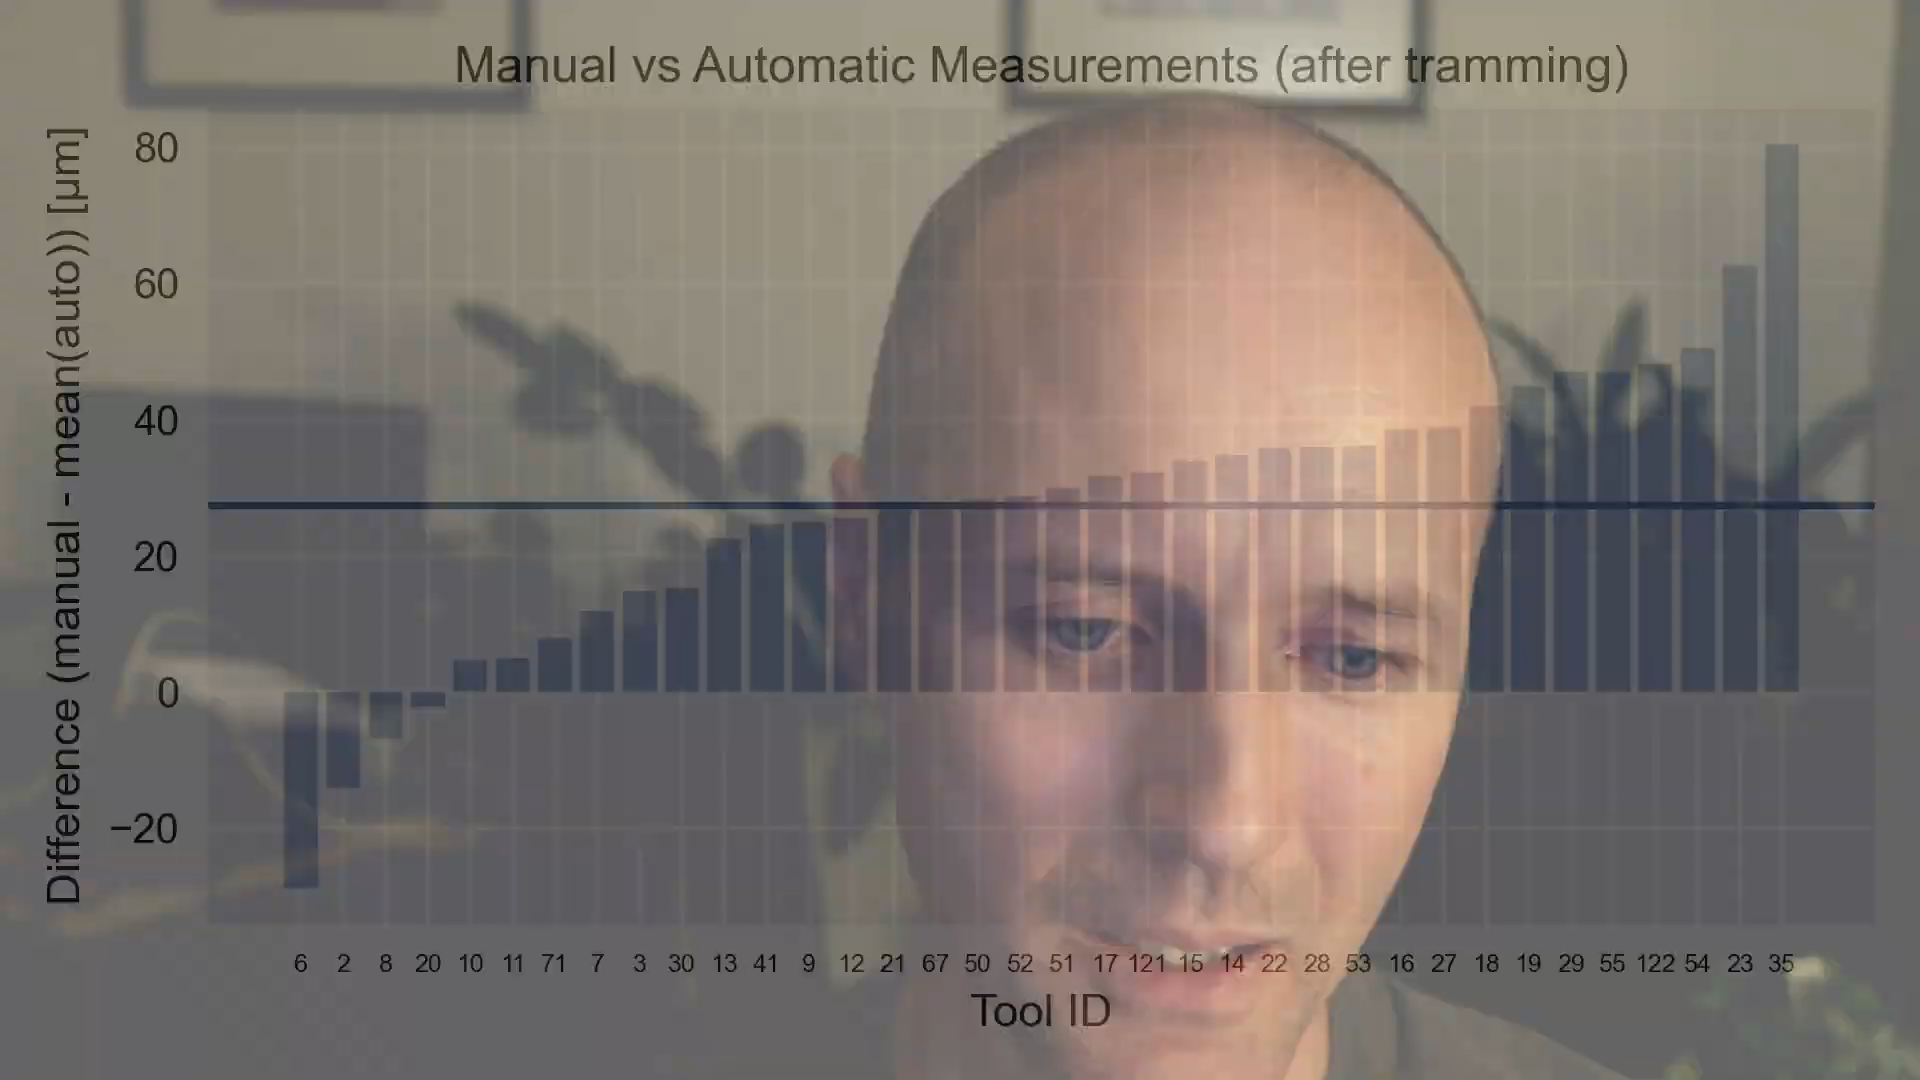 Manual vs Automatic Measurements (after tramming)
Difference (manual - mean(auto)) [µm]
80
60
40
20
0
−20
6 2 8 20 10 11 71 7 3 30 13 41 9 12 21 67 50 52 51 17 121 15 14 22 28 53 16 27 18 19 29 55 122 54 23 35
Tool ID